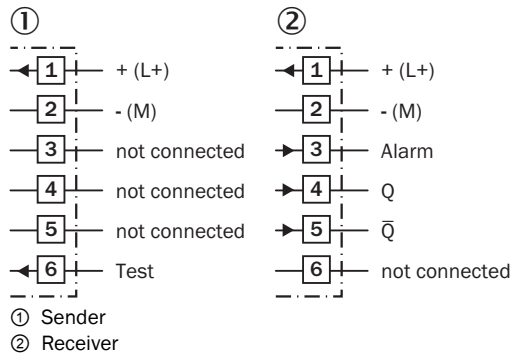 ① ②
1 + (L+) 1 + (L+)
2 - (M) 2 - (M)
3 not connected 3 Alarm
4 not connected 4 Q
5 not connected 5 Q̅
6 Test 6 not connected
① Sender
② Receiver